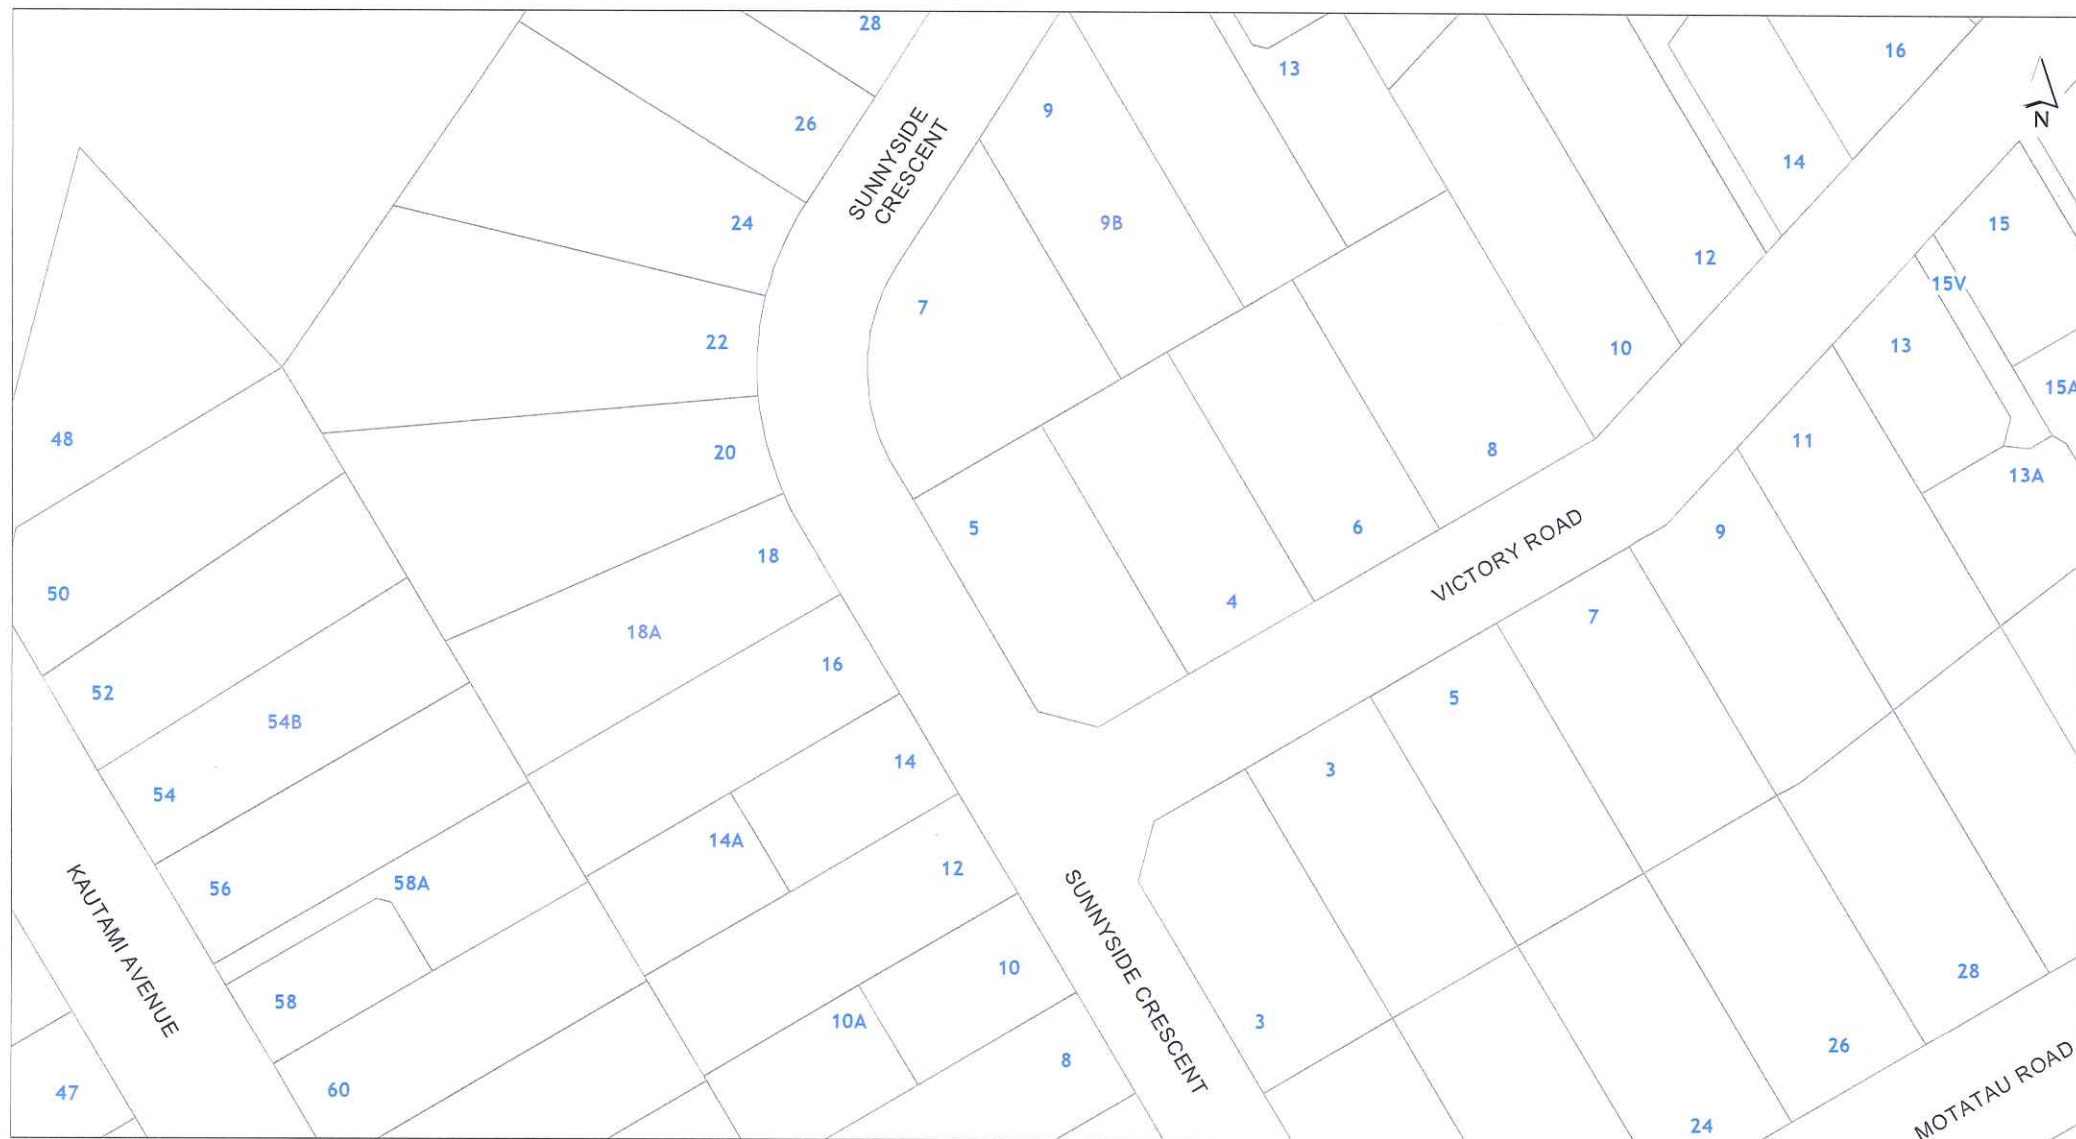 28
16
13
9
26
N
14
24
9B
15
12
15V
7
22
13
10
15A
48
11
20
8
13A
5
6
9
18
50
4
7
18A
16
52
5
54B
14
3
54
14A
12
58A
56
KAUTAMI AVENUE
SUNNYSIDE
CRESCENT
VICTORY ROAD
SUNNYSIDE CRESCENT
10
28
58
10A
3
26
8
60
47
MOTATAU ROAD
24